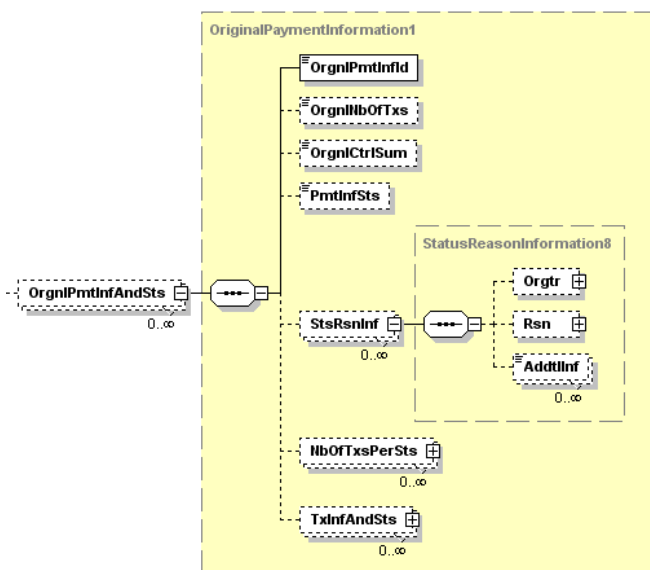 OriginalPaymentInformation1
OrgnlPmtInfId
OrgnlNbOfTxs
OrgnlCtrlSum
PmtInfSts
StatusReasonInformation8
Orgtr
OrgnlPmtInfAndSts
0..∞
StsRsnInf
0..∞
Rsn
AddtlInf
0..∞
NbOfTxsPerSts
0..∞
TxInfAndSts
0..∞